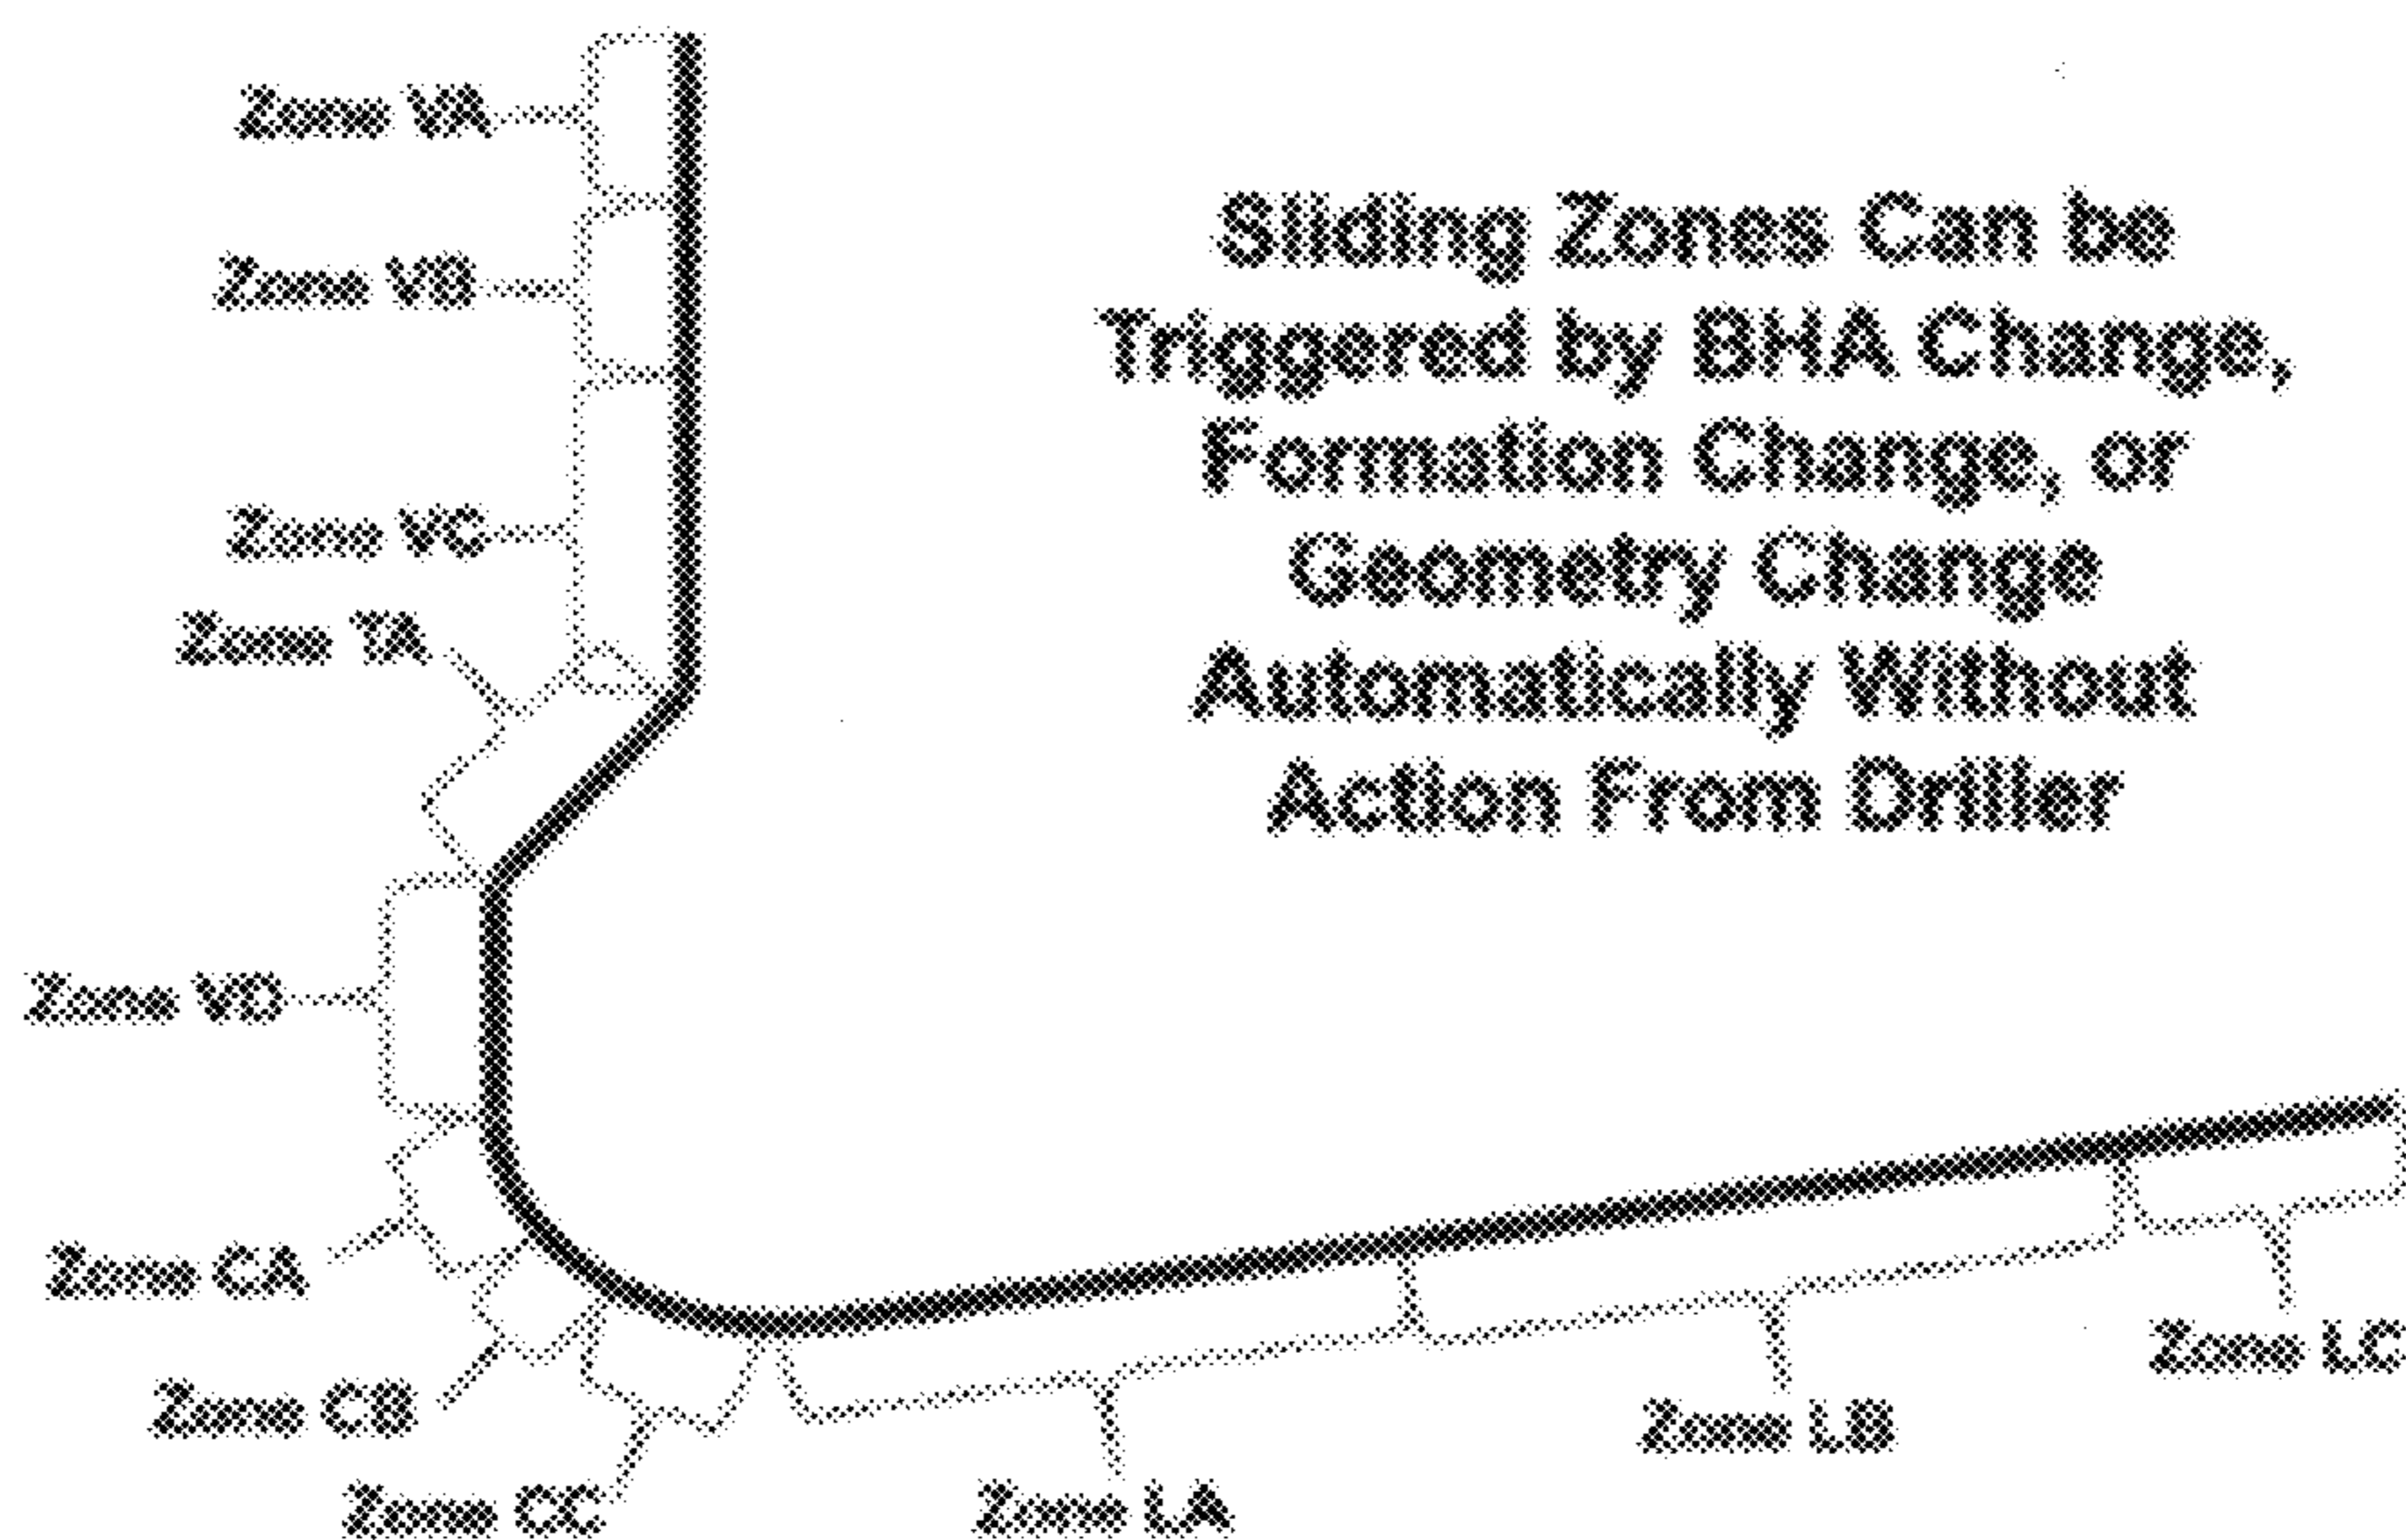 Zone VA
Zone VB
Zone VC
Zone TA
Zone VD
Zone CA
Zone CB
Zone CC
Zone LA
Zone LB
Zone LC
Sliding Zones Can be
Triggered by BHA Change,
Formation Change, or
Geometry Change
Automatically Without
Action From Driller